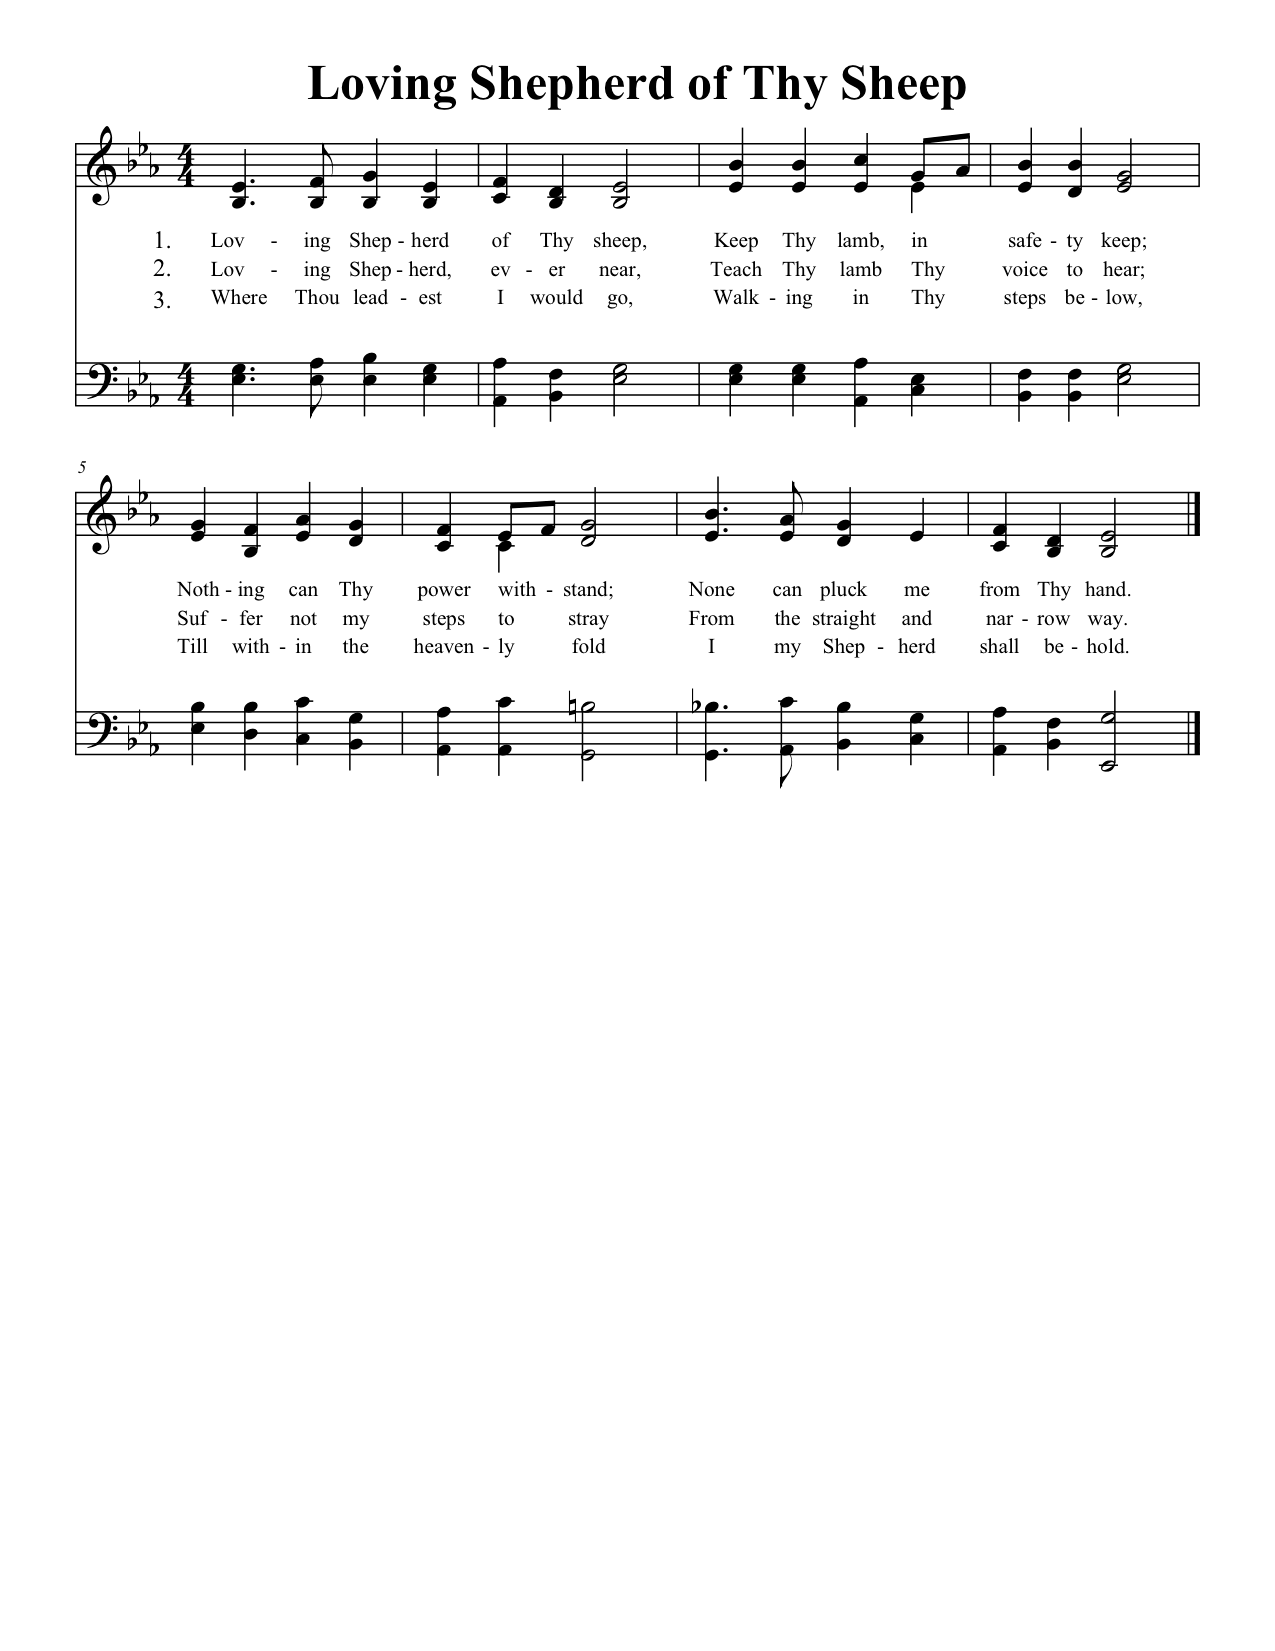 Loving Shepherd of Thy Sheep
4
4
1. Lov - ing Shep - herd of Thy sheep, Keep Thy lamb, in safe - ty keep;
2. Lov - ing Shep - herd, ev - er near, Teach Thy lamb Thy voice to hear;
3. Where Thou lead - est I would go, Walk - ing in Thy steps be - low,
4
4
5
Noth - ing can Thy power with - stand; None can pluck me from Thy hand.
Suf - fer not my steps to stray From the straight and nar - row way.
Till with - in the heaven - ly fold I my Shep - herd shall be - hold.